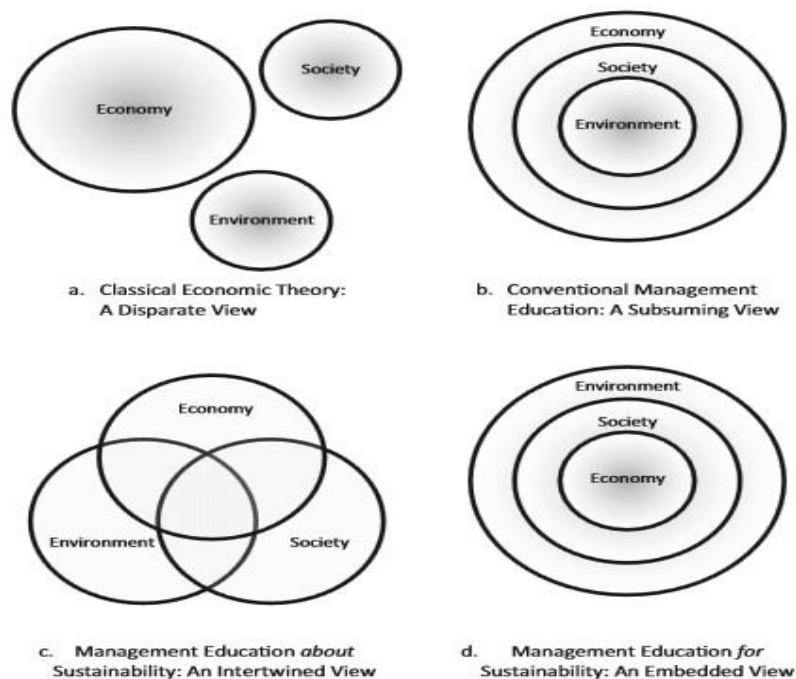 Economy
Society
Environment
a. Classical Economic Theory:
A Disparate View
Economy
Society
Environment
b. Conventional Management
Education: A Subsuming View
Economy
Environment
Society
c. Management Education about
Sustainability: An Intertwined View
Environment
Society
Economy
d. Management Education for
Sustainability: An Embedded View